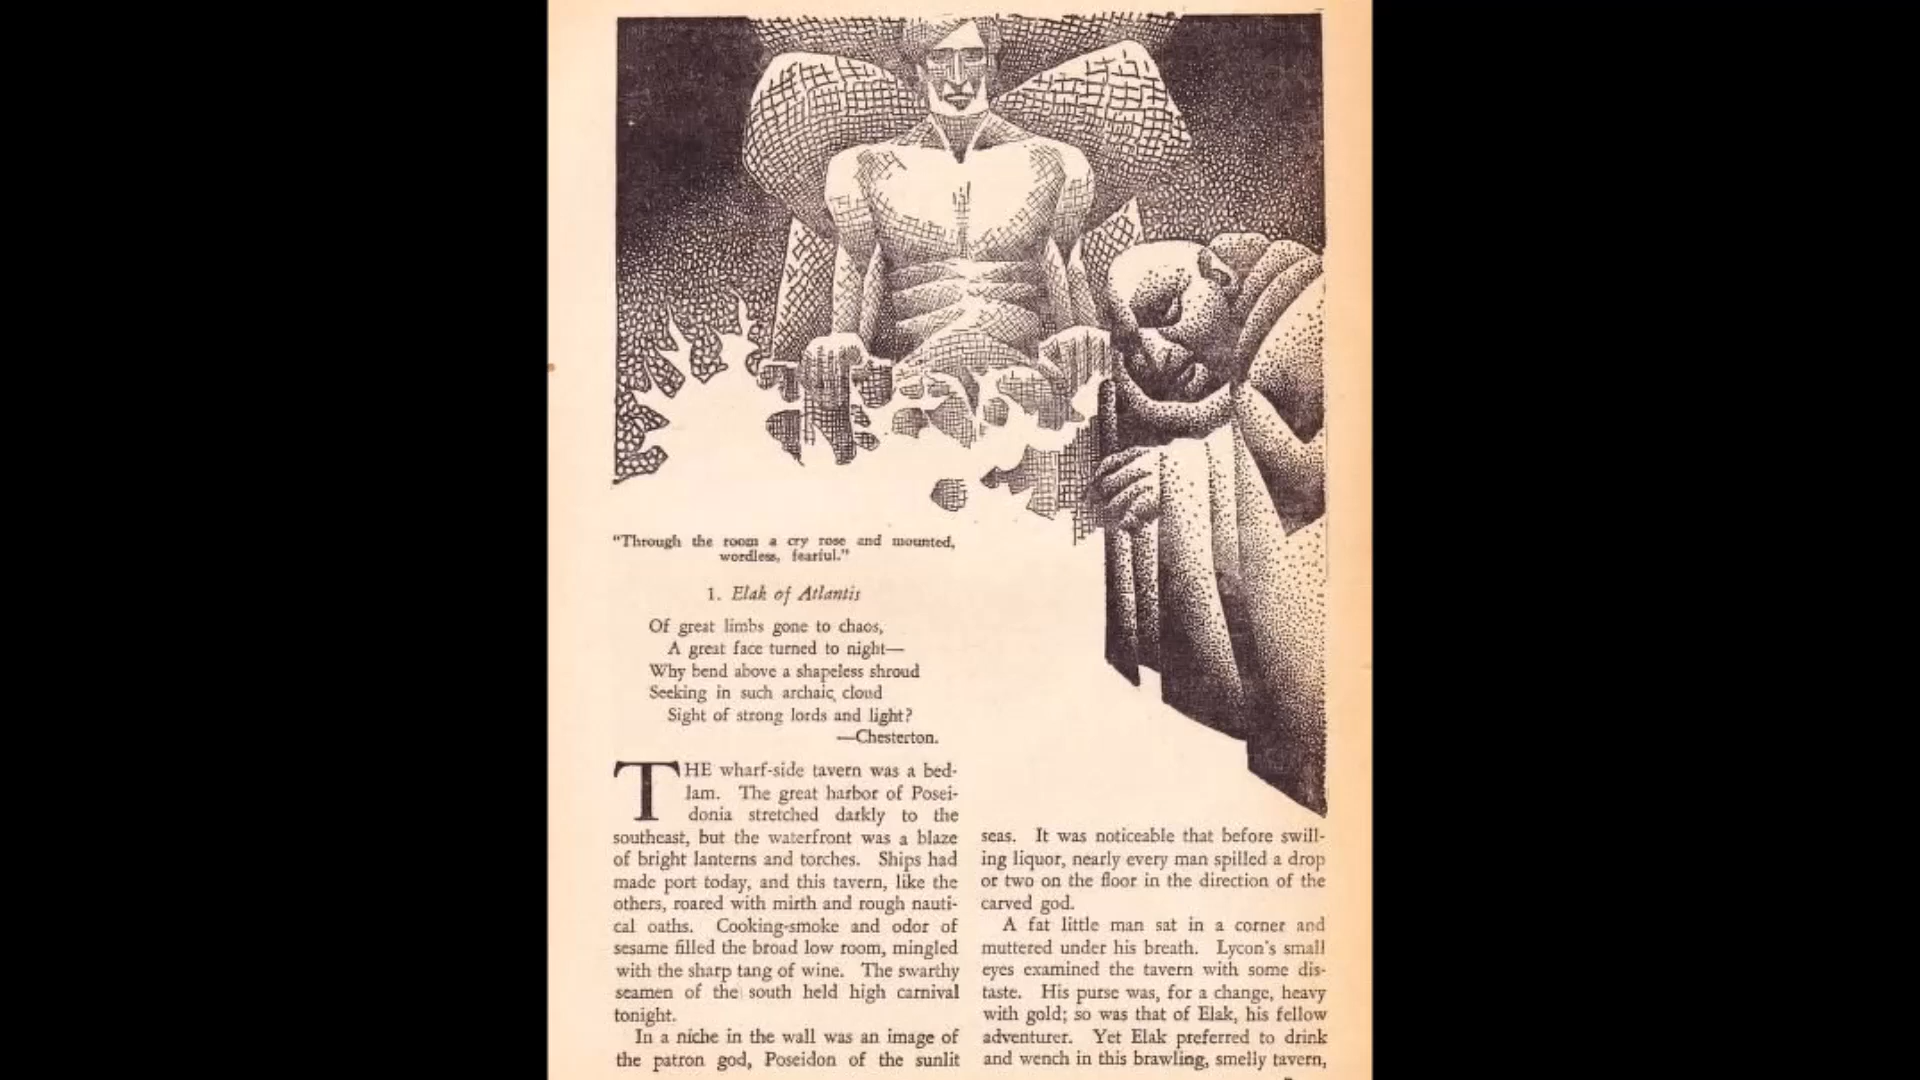 "Through the room a cry rose and mounted,
wordless, fearful."
1. Elak of Atlantis
Of great limbs gone to chaos,
A great face turned to night—
Why bend above a shapeless shroud
Seeking in such archaic cloud
Sight of strong lords and light?
—Chesterton.
THE wharf-side tavern was a bed-
lam. The great harbor of Posei-
donia stretched darkly to the
southeast, but the waterfront was a blaze
of bright lanterns and torches. Ships had
made port today, and this tavern, like the
others, roared with mirth and rough nauti-
cal oaths. Cooking-smoke and odor of
sesame filled the broad low room, mingled
with the sharp tang of wine. The swarthy
seamen of the south held high carnival
tonight.
In a niche in the wall was an image of
the patron god, Poseidon of the sunlit
seas. It was noticeable that before swill-
ing liquor, nearly every man spilled a drop
or two on the floor in the direction of the
carved god.
A fat little man sat in a corner and
muttered under his breath. Lycon's small
eyes examined the tavern with some dis-
taste. His purse was, for a change, heavy
with gold; so was that of Elak, his fellow
adventurer. Yet Elak preferred to drink
and wench in this brawling, smelly tavern,